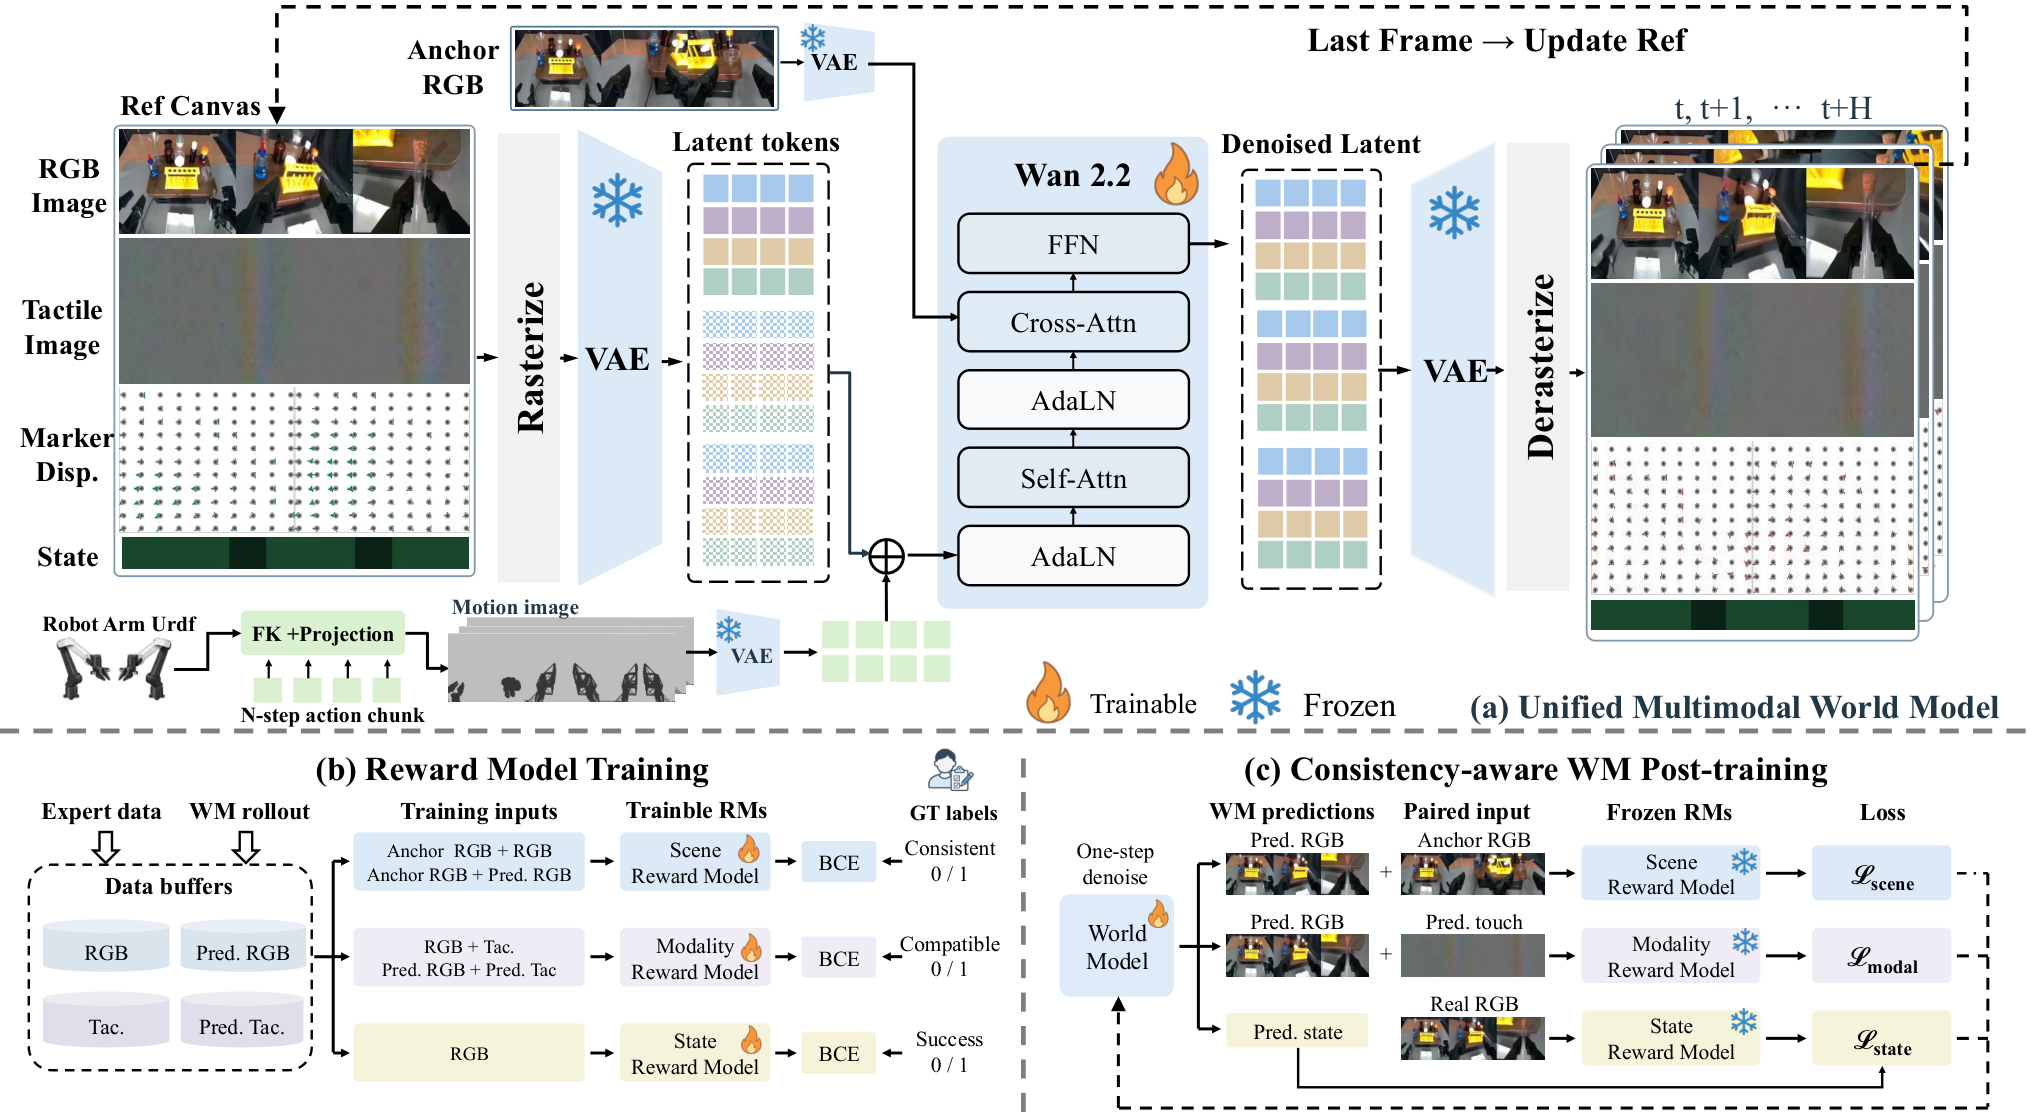 Anchor
RGB
VAE
Last Frame → Update Ref
Ref Canvas
t, t+1, ··· t+H
RGB
Image
Tactile
Image
Marker
Disp.
State
Rasterize
VAE
Latent tokens
Wan 2.2
FFN
Cross-Attn
AdaLN
Self-Attn
AdaLN
Denoised Latent
VAE
Derasterize
Robot Arm Urdf
FK +Projection
N-step action chunk
Motion image
VAE
Trainable
Frozen
(a) Unified Multimodal World Model
(b) Reward Model Training
Expert data
WM rollout
Training inputs
Trainble RMs
GT labels
Data buffers
RGB
Pred. RGB
Tac.
Pred. Tac.
Anchor RGB + RGB
Anchor RGB + Pred. RGB
Scene
Reward Model
BCE
Consistent
0 / 1
RGB + Tac.
Pred. RGB + Pred. Tac
Modality
Reward Model
BCE
Compatible
0 / 1
RGB
State
Reward Model
BCE
Success
0 / 1
(c) Consistency-aware WM Post-training
WM predictions
Paired input
Frozen RMs
Loss
One-step
denoise
World
Model
Pred. RGB
+
Anchor RGB
Scene
Reward Model
ℒscene
Pred. RGB
+
Pred. touch
Modality
Reward Model
ℒmodal
Pred. state
Real RGB
State
Reward Model
ℒstate